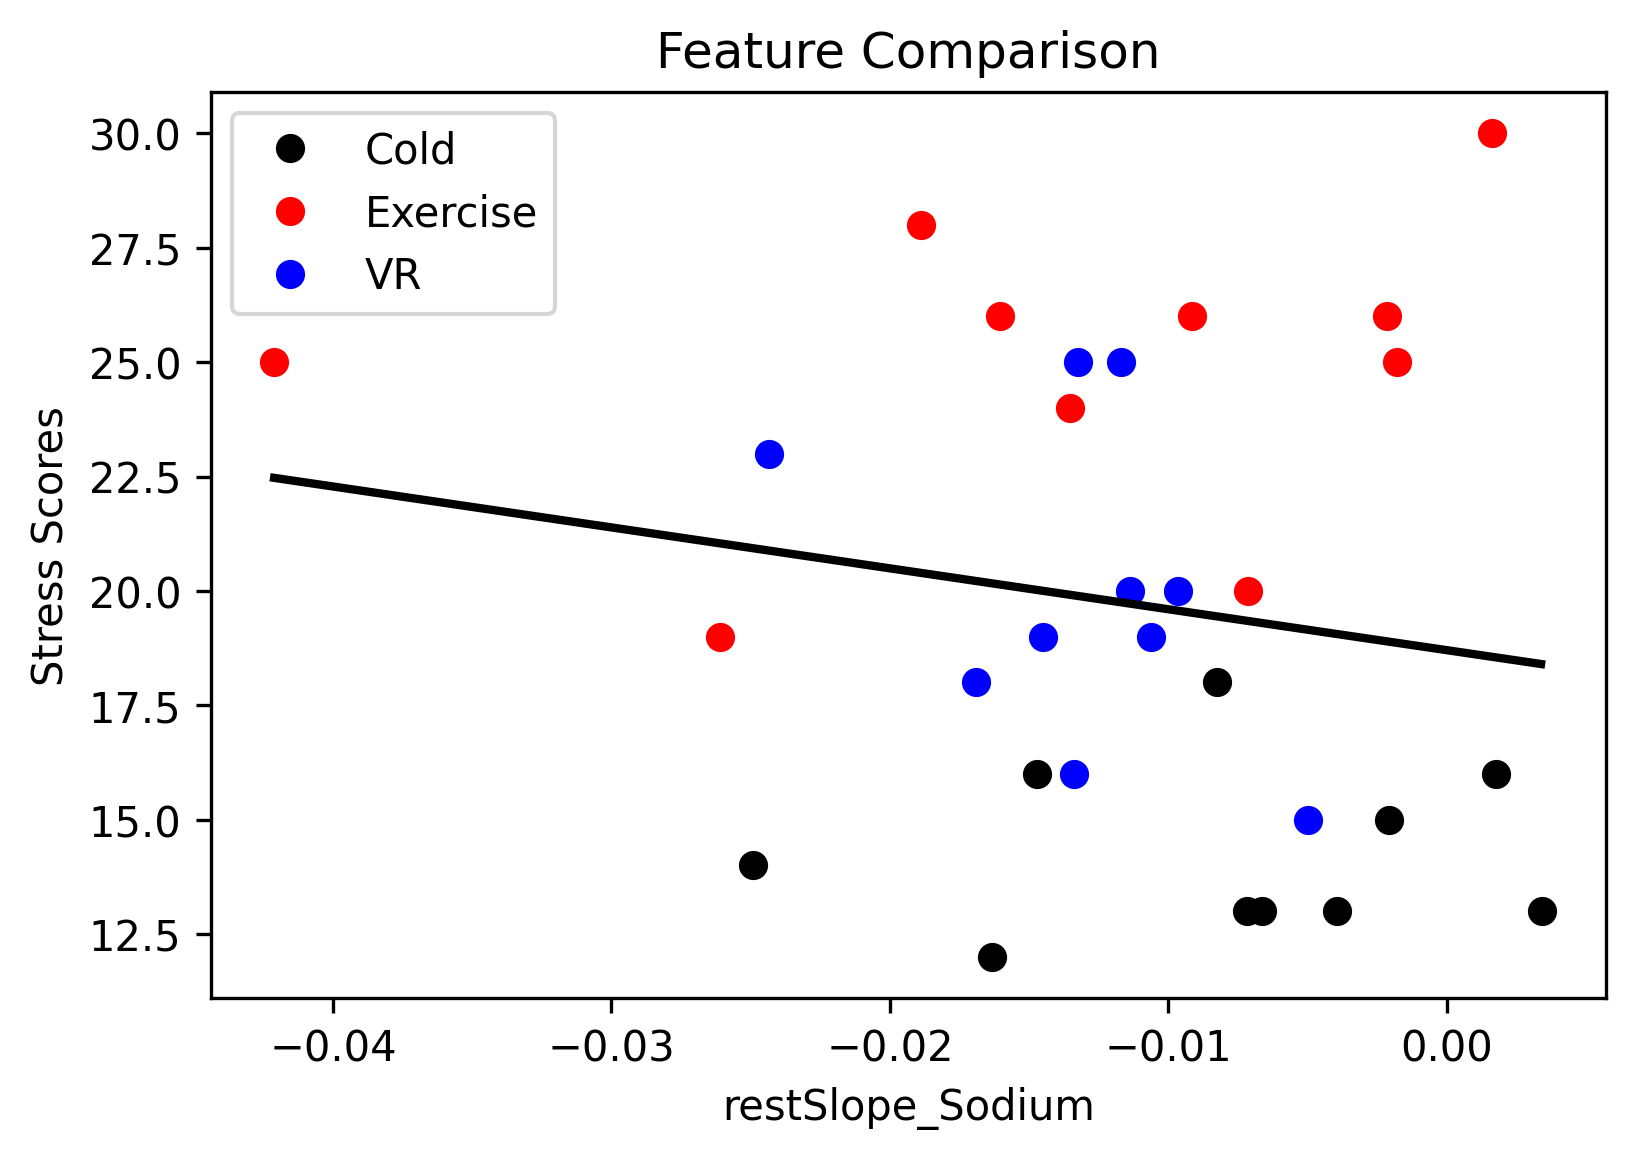 Feature Comparison
Cold
Exercise
VR
30.0
27.5
25.0
22.5
20.0
17.5
15.0
12.5
Stress Scores
−0.04 −0.03 −0.02 −0.01 0.00
restSlope_Sodium